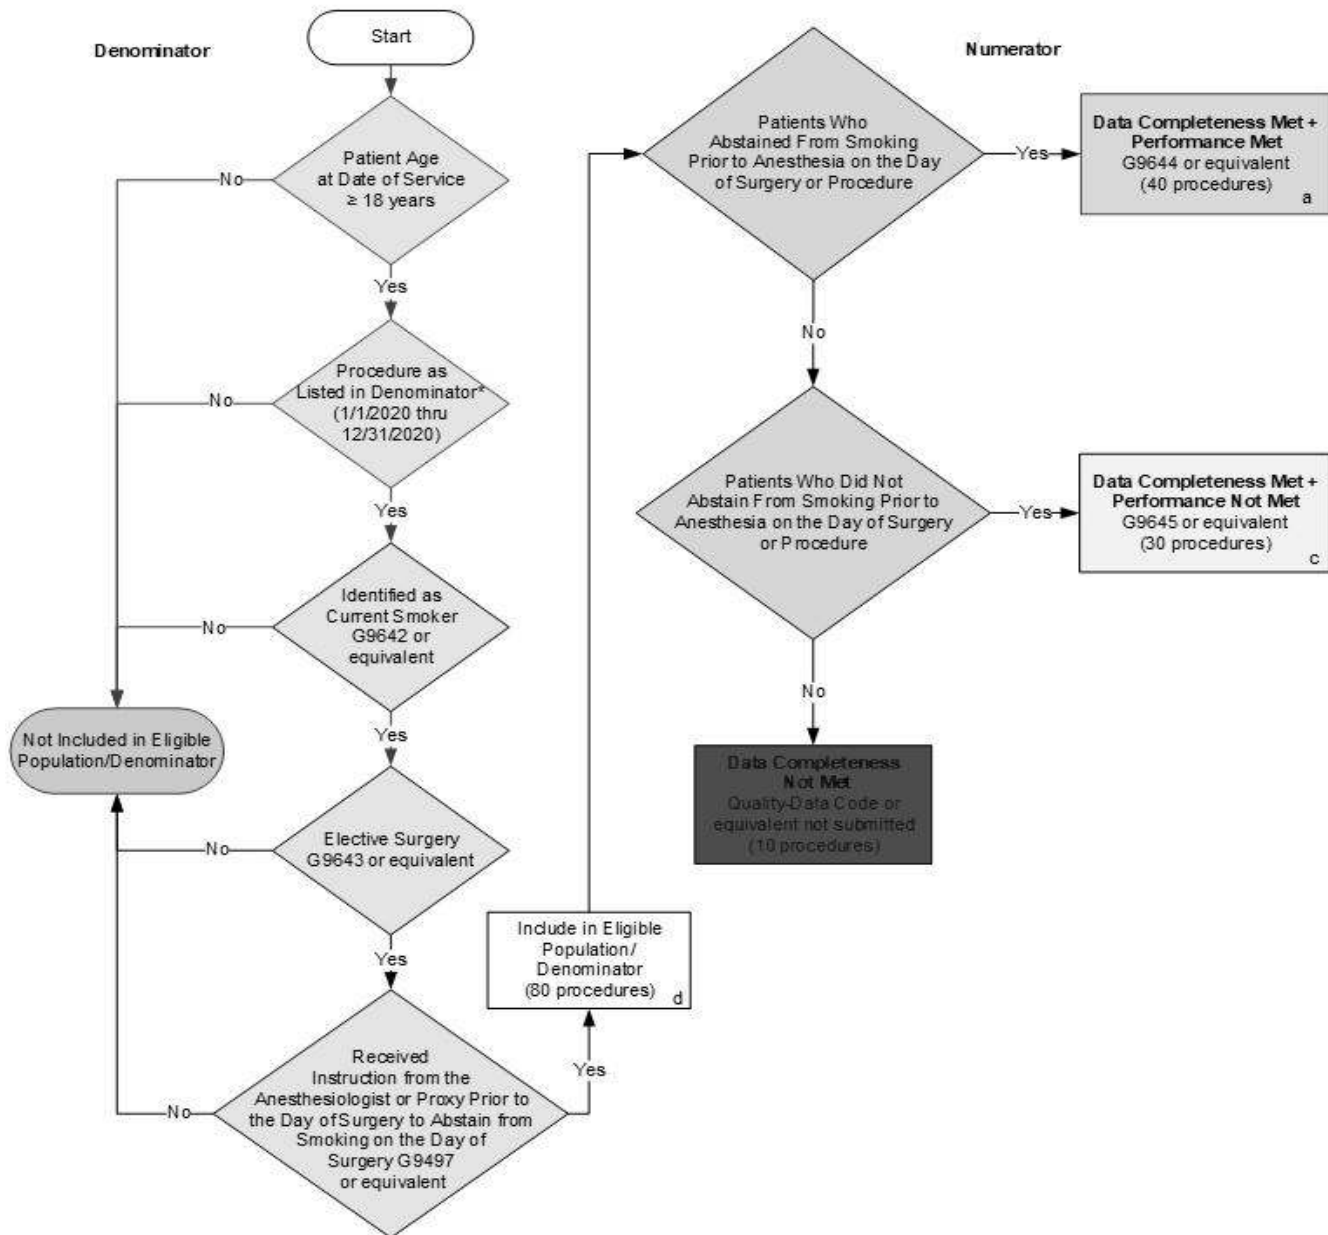 Denominator
Start
Patient Age
at Date of Service
≥ 18 years
No
Yes
Procedure as
Listed in Denominator*
(1/1/2020 thru
12/31/2020)
No
Yes
Identified as
Current Smoker
G9642 or
equivalent
No
Yes
Not Included in Eligible
Population/Denominator
Elective Surgery
G9643 or equivalent
No
Yes
Received
Instruction from the
Anesthesiologist or Proxy Prior to
the Day of Surgery to Abstain from
Smoking on the Day of
Surgery G9497
or equivalent
No
Yes
Include in Eligible
Population/
Denominator
(80 procedures)
d
Numerator
Patients Who
Abstained From Smoking
Prior to Anesthesia on the Day
of Surgery or Procedure
Yes
Data Completeness Met +
Performance Met
G9644 or equivalent
(40 procedures)
a
No
Patients Who Did Not
Abstain From Smoking Prior to
Anesthesia on the Day of Surgery
or Procedure
Yes
Data Completeness Met +
Performance Not Met
G9645 or equivalent
(30 procedures)
c
No
Data Completeness
Not Met
Quality-Data Code or
equivalent not submitted
(10 procedures)